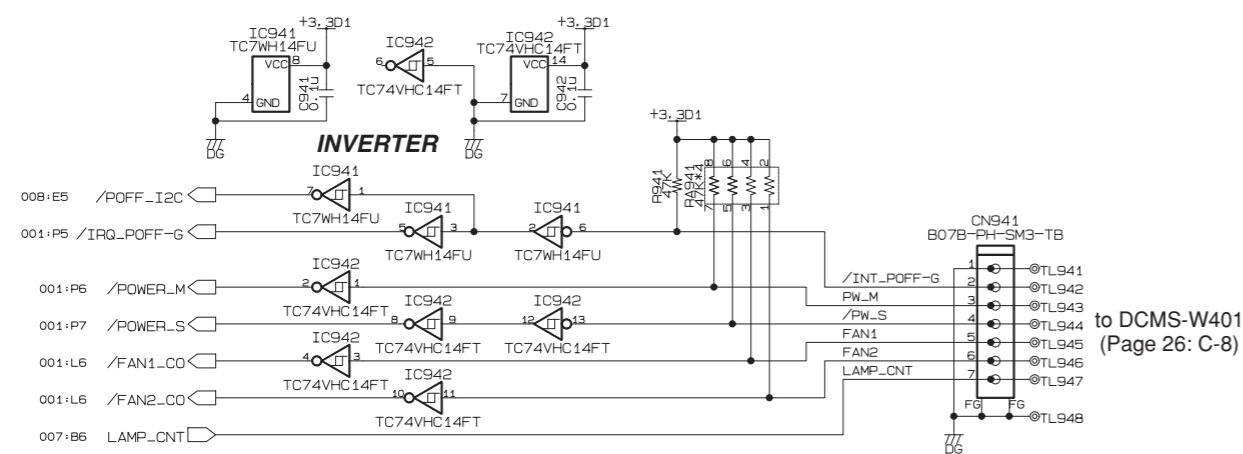 +3.3D1
IC941
TC7WH14FU
VCC 8
4 GND
C941
0.1u
DG
IC942
6 5
TC74VHC14FT
+3.3D1
IC942
TC74VHC14FT
VCC 14
7 GND
C942
0.1u
DG
INVERTER
+3.3D1
R941
47K
RA941
47K*4
8 6 4 2
7 5 3 1
008:E5 /POFF_I2C
IC941
7 1
TC7WH14FU
001:P5 /IRQ_POFF-G
IC941
5 3
TC7WH14FU
IC941
2 6
TC7WH14FU
001:P6 /POWER_M
IC942
2 1
TC74VHC14FT
001:P7 /POWER_S
IC942
8 9
TC74VHC14FT
IC942
12 13
TC74VHC14FT
001:L6 /FAN1_CO
IC942
4 3
TC74VHC14FT
001:L6 /FAN2_CO
IC942
10 11
TC74VHC14FT
007:B6 LAMP_CNT
CN941
B07B-PH-SM3-TB
1 TL941
/INT_POFF-G 2 TL942
PW_M 3 TL943
/PW_S 4 TL944
FAN1 5 TL945
FAN2 6 TL946
LAMP_CNT 7 TL947
FG FG TL948
DG
to DCMS-W401
(Page 26: C-8)